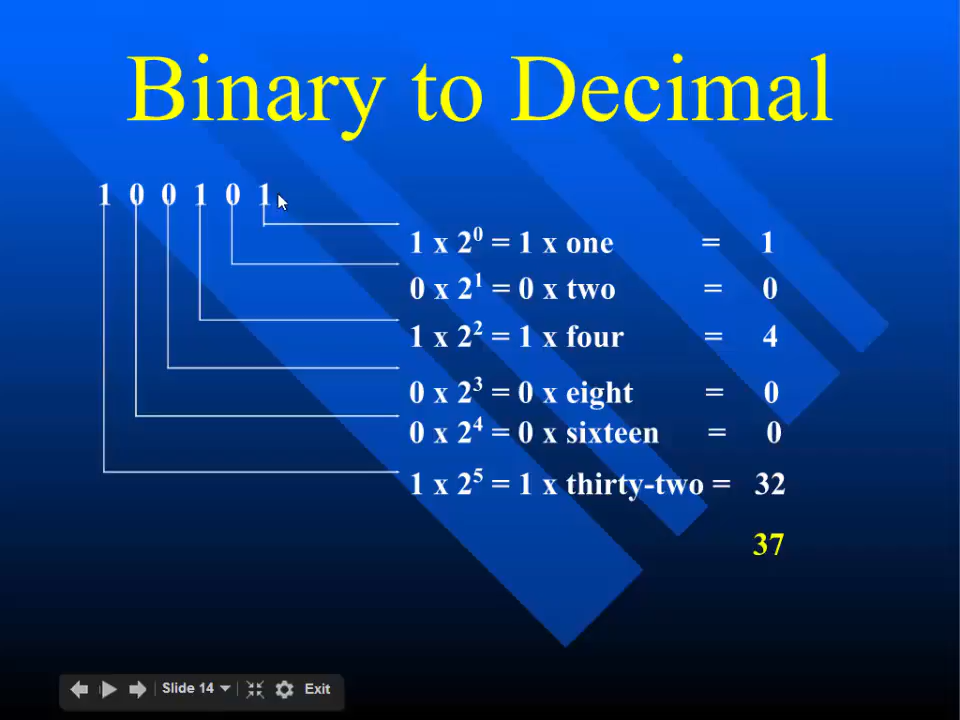 Binary to Decimal
1 0 0 1 0 1
1 x 2⁰ = 1 x one = 1
0 x 2¹ = 0 x two = 0
1 x 2² = 1 x four = 4
0 x 2³ = 0 x eight = 0
0 x 2⁴ = 0 x sixteen = 0
1 x 2⁵ = 1 x thirty-two = 32
37
Slide 14 Exit